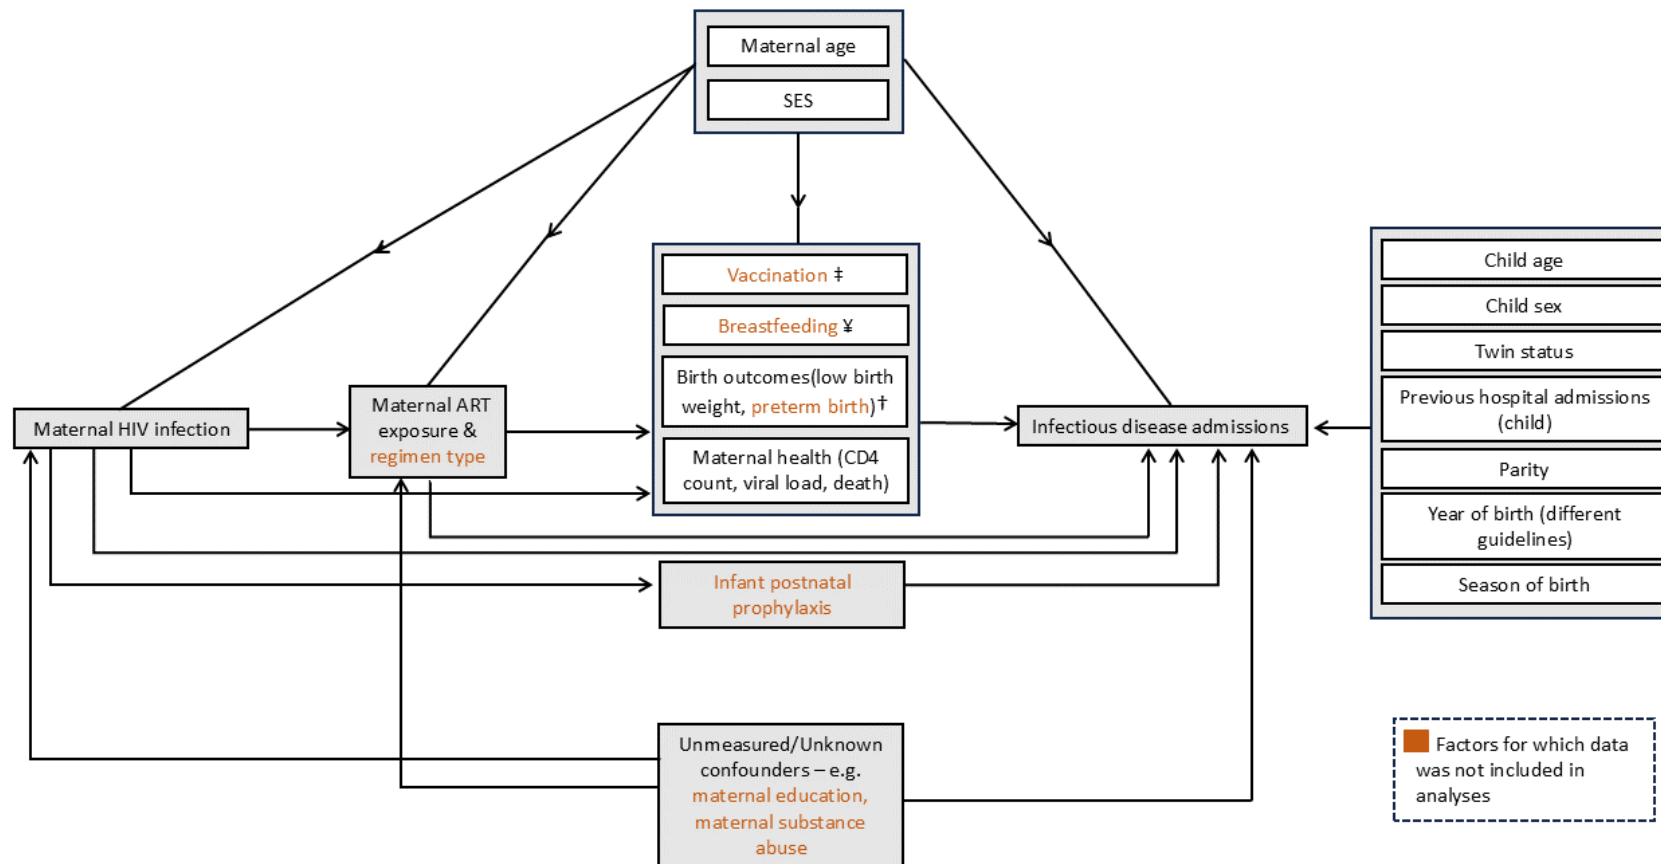 Maternal age
SES
Vaccination ‡
Breastfeeding ¥
Birth outcomes(low birth
weight, preterm birth)†
Maternal health (CD4
count, viral load, death)
Maternal HIV infection
Maternal ART
exposure &
regimen type
Infectious disease admissions
Child age
Child sex
Twin status
Previous hospital admissions
(child)
Parity
Year of birth (different
guidelines)
Season of birth
Infant postnatal
prophylaxis
Unmeasured/Unknown
confounders – e.g.
maternal education,
maternal substance
abuse
Factors for which data
was not included in
analyses